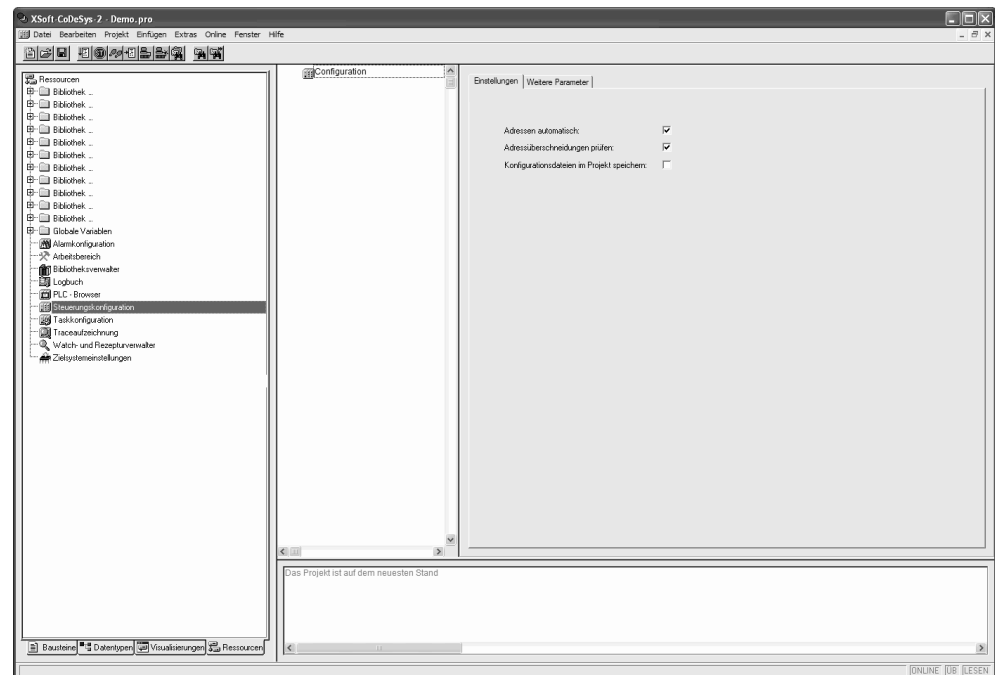 XSoft-CoDeSys-2 - Demo.pro
Datei Bearbeiten Projekt Einfügen Extras Online Fenster Hilfe
Ressourcen
Bibliothek ...
Bibliothek ...
Bibliothek ...
Bibliothek ...
Bibliothek ...
Bibliothek ...
Bibliothek ...
Bibliothek ...
Bibliothek ...
Bibliothek ...
Bibliothek ...
Globale Variablen
Alarmkonfiguration
Arbeitsbereich
Bibliotheksverwalter
Logbuch
PLC - Browser
Steuerungskonfiguration
Taskkonfiguration
Traceaufzeichnung
Watch- und Rezepturverwalter
Zielsystemeinstellungen
Bausteine Datentypen Visualisierungen Ressourcen
Configuration
Einstellungen Weitere Parameter
Adressen automatisch:
Adressüberschneidungen prüfen:
Konfigurationsdateien im Projekt speichern:
Das Projekt ist auf dem neuesten Stand
ONLINE ÜB LESEN